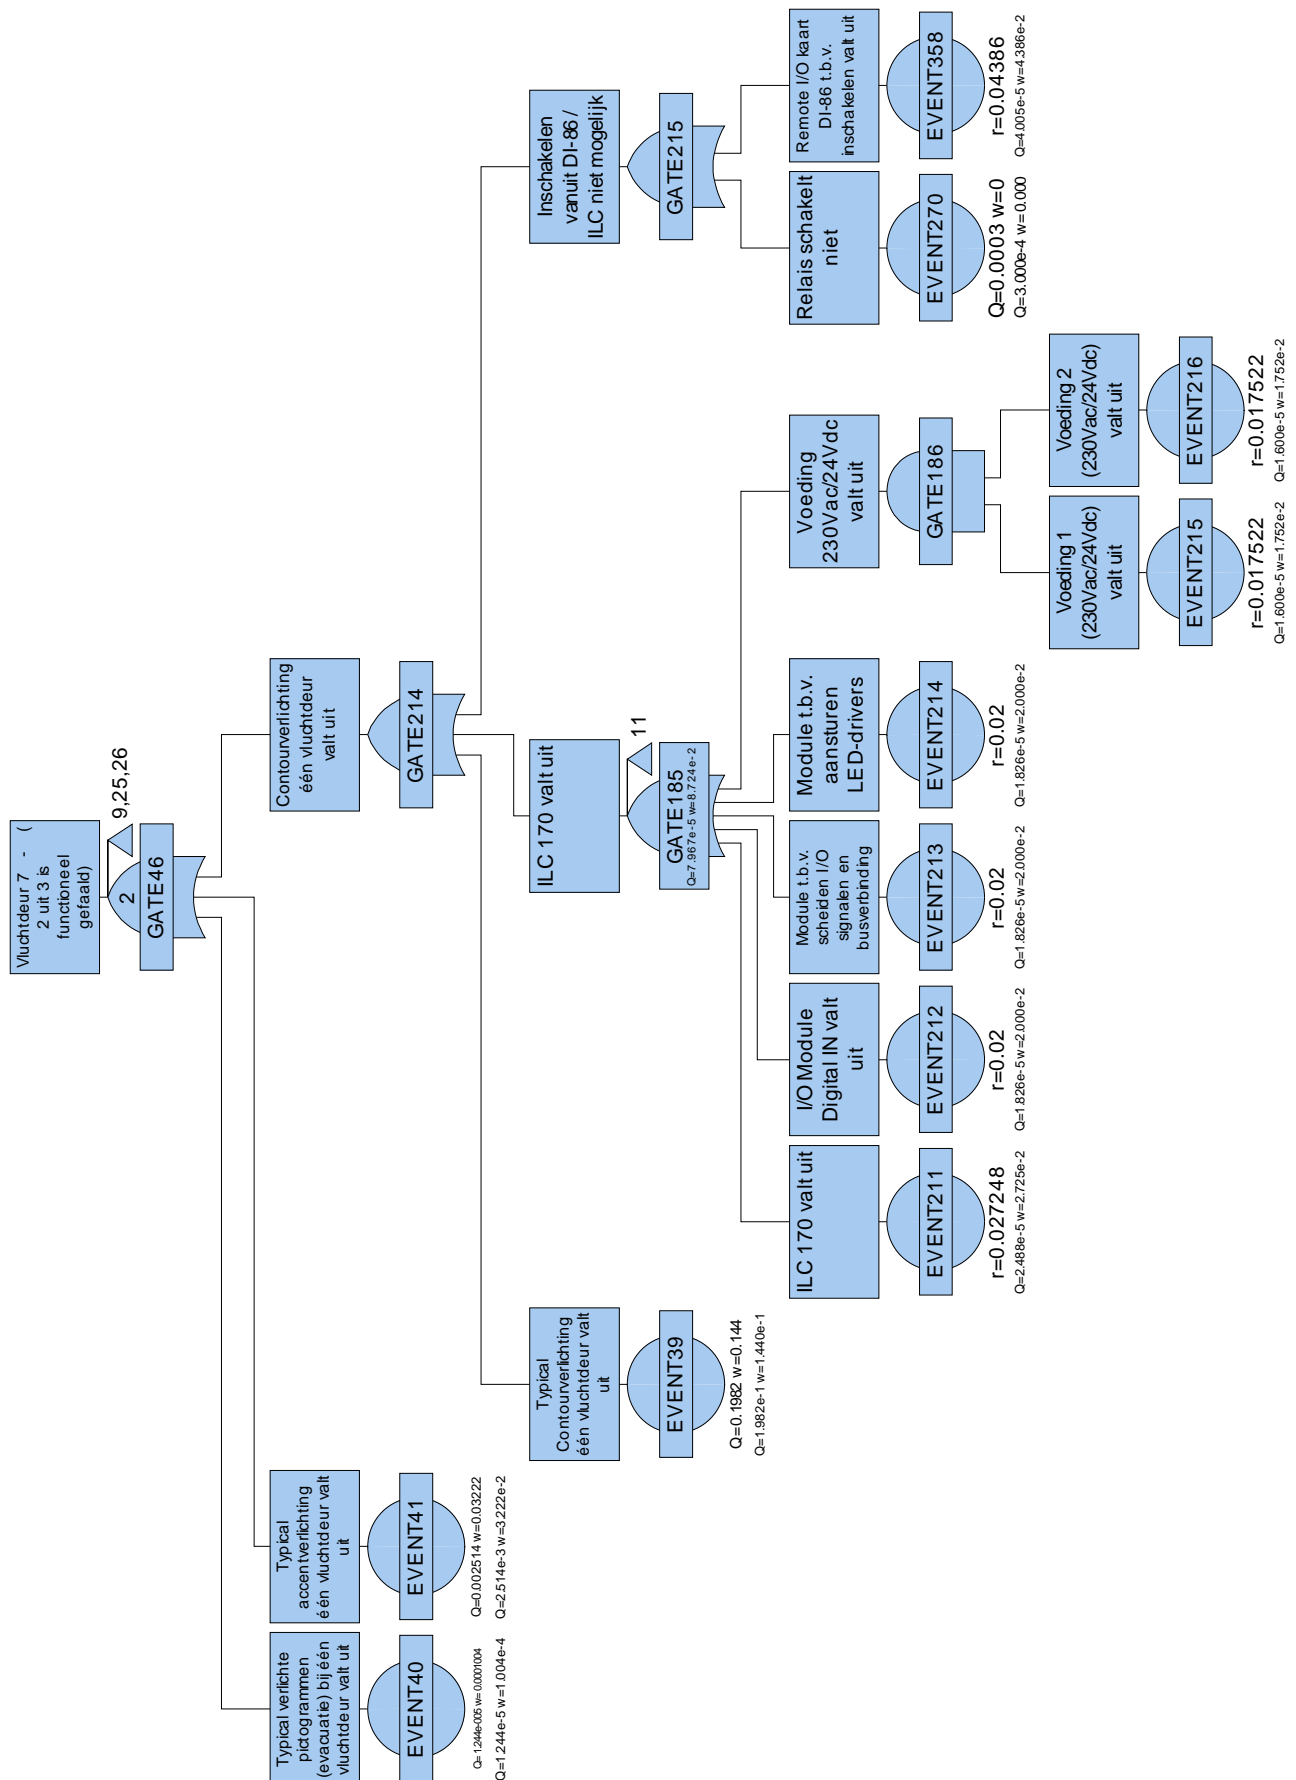 Vluchtdeur 7 - (
2 uit 3 is
functioneel
gefaald)
2
GATE46
9,25,26
Typical verlichte
pictogrammen
(evacuatie) bij één
vluchtdeur valt uit
EVENT40
Q=1.244e-005 w=0.0001004
Q=1.244e-5 w=1.004e-4
Typical
accentverlichting
één vluchtdeur valt
uit
EVENT41
Q=0.002514 w=0.03222
Q=2.514e-3 w=3.222e-2
Contourverlichting
één vluchtdeur
valt uit
GATE214
Typical
Contourverlichting
één vluchtdeur valt
uit
EVENT39
Q=0.1982 w=0.144
Q=1.982e-1 w=1.440e-1
ILC 170 valt uit
11
GATE185
Q=7.967e-5 w=8.724e-2
Inschakelen
vanuit DI-86 /
ILC niet mogelijk
GATE215
ILC 170 valt uit
EVENT211
r=0.027248
Q=2.488e-5 w=2.725e-2
I/O Module
Digital IN valt
uit
EVENT212
r=0.02
Q=1.826e-5 w=2.000e-2
Module t.b.v.
scheiden I/O
signalen en
busverbinding
EVENT213
r=0.02
Q=1.826e-5 w=2.000e-2
Module t.b.v.
aansturen
LED-drivers
EVENT214
r=0.02
Q=1.826e-5 w=2.000e-2
Voeding
230Vac/24Vdc
valt uit
GATE186
Relais schakelt
niet
EVENT270
Q=0.0003 w=0
Q=3.000e-4 w=0.000
Remote I/O kaart
DI-86 t.b.v.
inschakelen valt uit
EVENT358
r=0.04386
Q=4.005e-5 w=4.386e-2
Voeding 1
(230Vac/24Vdc)
valt uit
EVENT215
r=0.017522
Q=1.600e-5 w=1.752e-2
Voeding 2
(230Vac/24Vdc)
valt uit
EVENT216
r=0.017522
Q=1.600e-5 w=1.752e-2